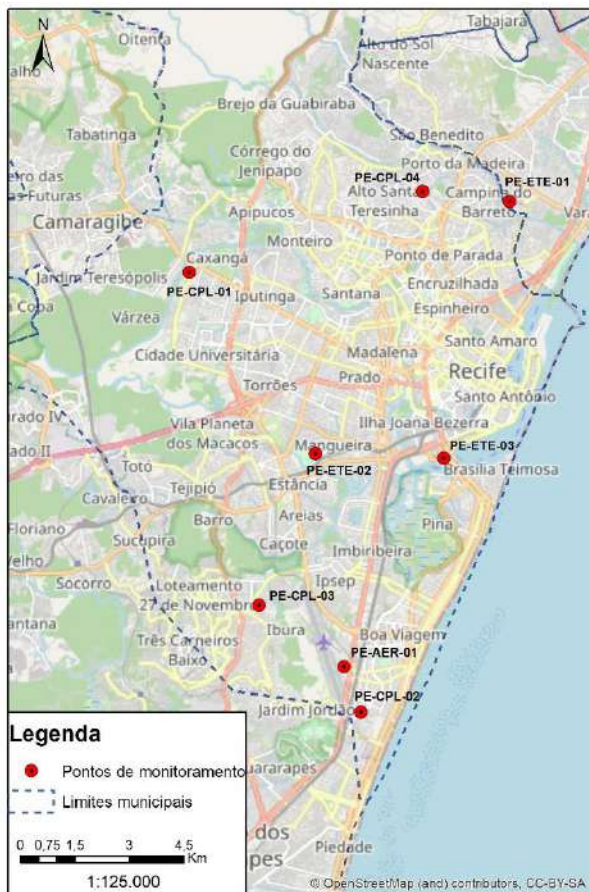 N
Tabajara
Oitenta
Alto do Sol
Nascente
Brejo da Guabiraba
Tabatinga
São Benedito
Córrego do
Jenipapo
Porto da Madeira
PE-CPL-04
PE-ETE-01
Alto Santa
Teresinha
Campina do
Barreto
das
Futuras
Camaragibe
Apipucos
Monteiro
Ponto de Parada
Caxangá
Jardim Teresópolis
PE-CPL-01
Iputinga
Santana
Encruzilhada
Espinheiro
Várzea
Cidade Universitária
Madalena
Santo Amaro
Torrões
Prado
Recife
Santo Antônio
Vila Planeta
dos Macacos
Ilha Joana Bezerra
Mangueira
PE-ETE-03
PE-ETE-02
Brasília Teimosa
Totó
Estância
Cavaleiro
Tejipió
Areias
Pina
Barro
Floriano
Sucupira
Caçote
Imbiribeira
Socorro
Loteamento
27 de Novembro
Ipsep
PE-CPL-03
Três Carneiros
Baixo
Ibura
Boa Viagem
PE-AER-01
PE-CPL-02
Jardim Jordão
Legenda
Pontos de monitoramento
Limites municipais
0 0,75 1,5 3 4,5
Km
1:125.000
dos
Piedade
© OpenStreetMap (and) contributors, CC-BY-SA